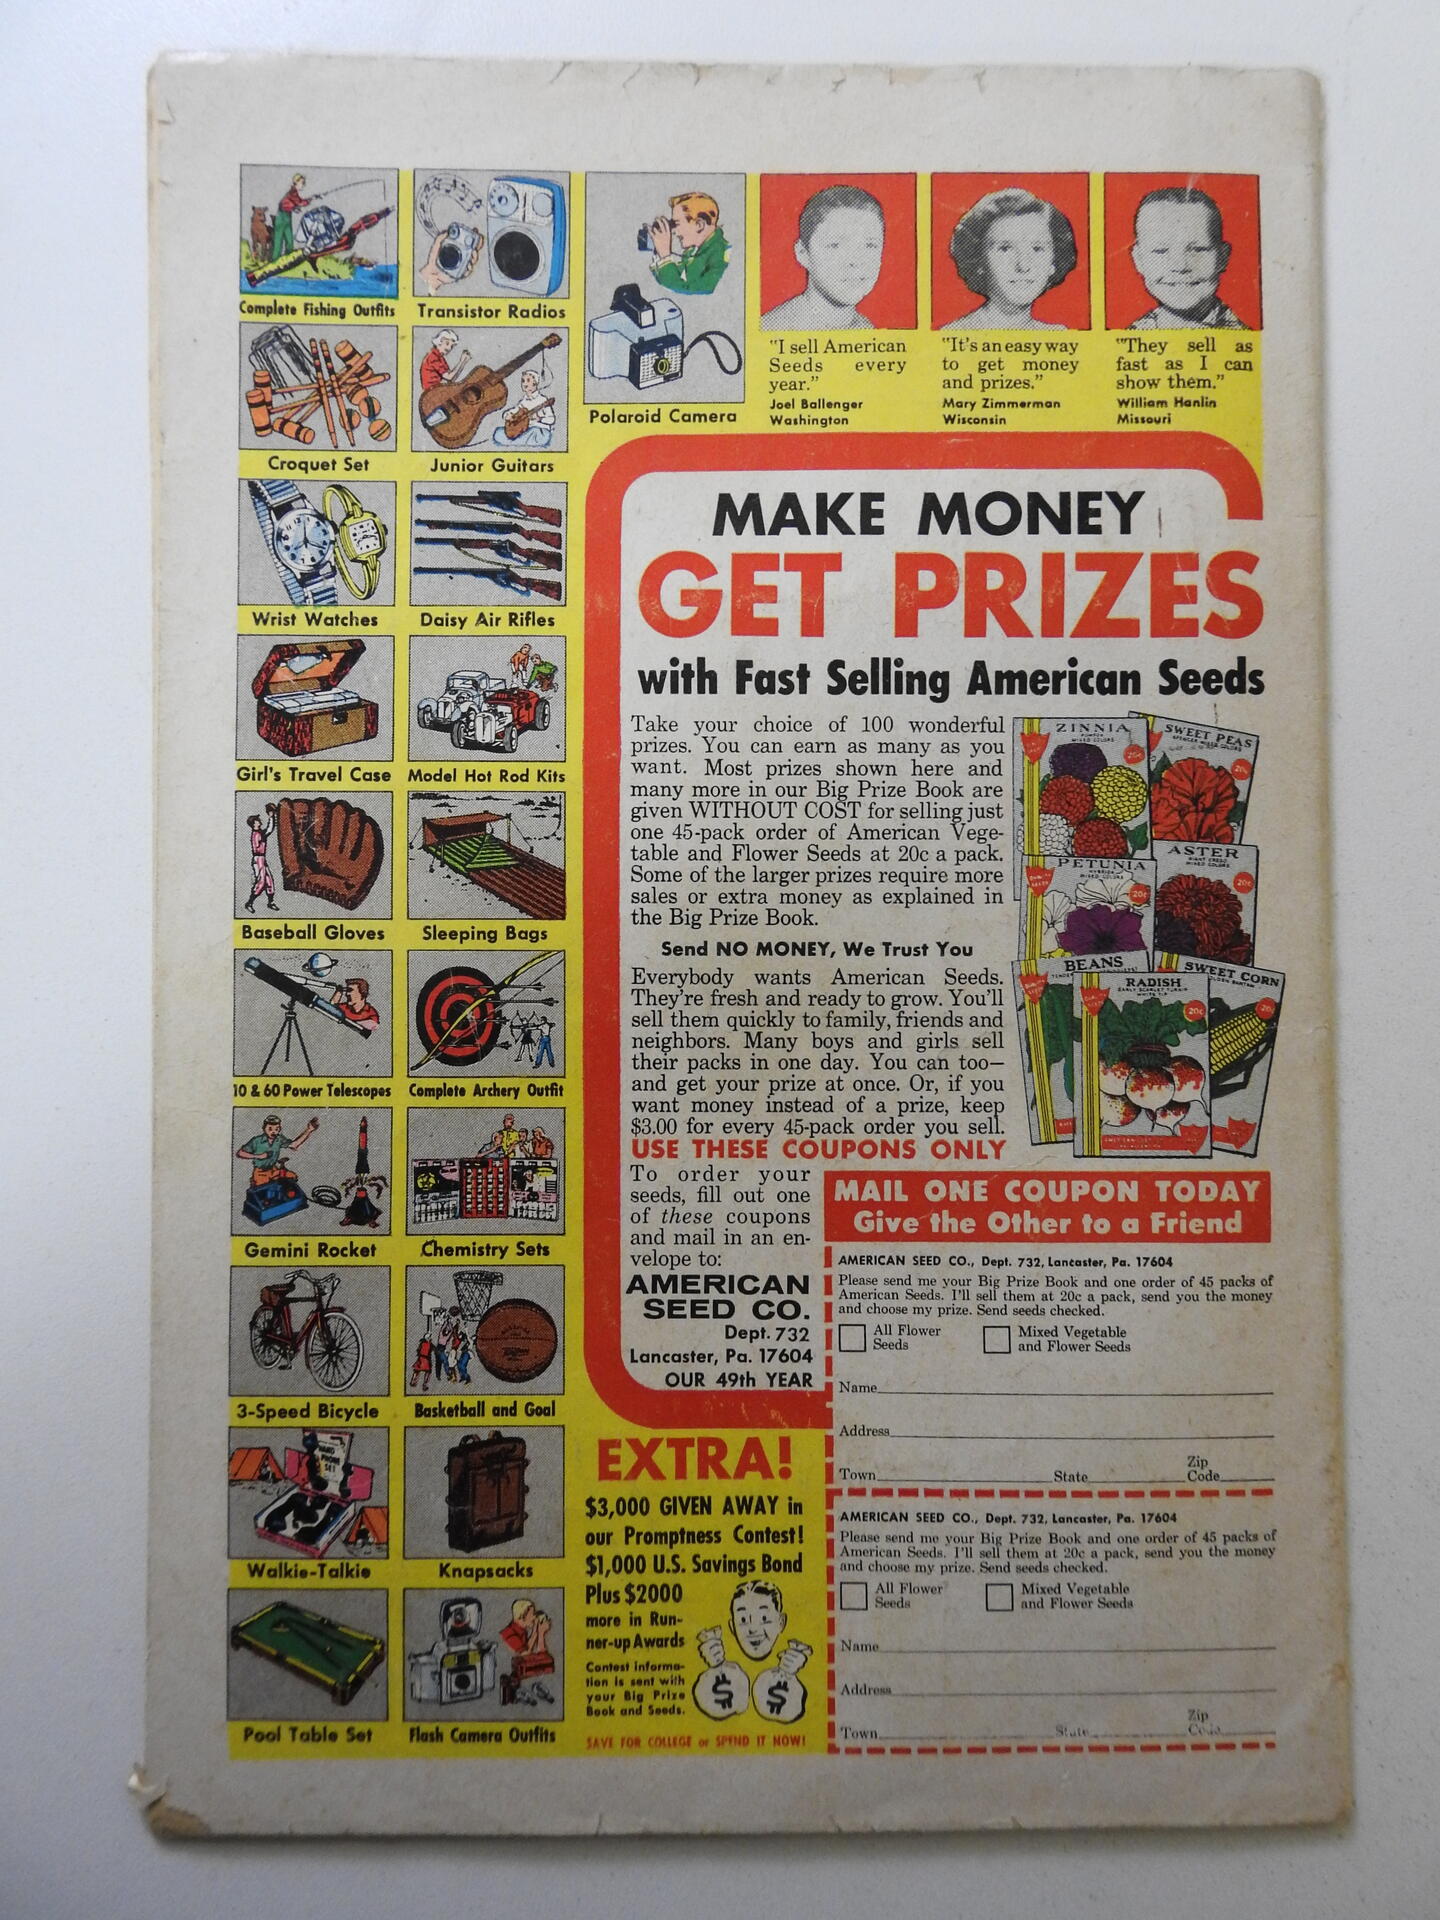 Complete Fishing Outfits
Transistor Radios
Croquet Set
Junior Guitars
Wrist Watches
Daisy Air Rifles
Girl's Travel Case
Model Hot Rod Kits
Baseball Gloves
Sleeping Bags
10 & 60 Power Telescopes
Complete Archery Outfit
Gemini Rocket
Chemistry Sets
3-Speed Bicycle
Basketball and Goal
HAND
PHONE
SET
Walkie-Talkie
Knapsacks
Pool Table Set
Flash Camera Outfits
Polaroid Camera
"I sell American
Seeds every
year."
Joel Ballenger
Washington
"It's an easy way
to get money
and prizes."
Mary Zimmerman
Wisconsin
"They sell as
fast as I can
show them."
William Hanlin
Missouri
MAKE MONEY
GET PRIZES
with Fast Selling American Seeds
Take your choice of 100 wonderful
prizes. You can earn as many as you
want. Most prizes shown here and
many more in our Big Prize Book are
given WITHOUT COST for selling just
one 45-pack order of American Vege-
table and Flower Seeds at 20c a pack.
Some of the larger prizes require more
sales or extra money as explained in
the Big Prize Book.
Send NO MONEY, We Trust You
Everybody wants American Seeds.
They're fresh and ready to grow. You'll
sell them quickly to family, friends and
neighbors. Many boys and girls sell
their packs in one day. You can too—
and get your prize at once. Or, if you
want money instead of a prize, keep
$3.00 for every 45-pack order you sell.
USE THESE COUPONS ONLY
To order your
seeds, fill out one
of these coupons
and mail in an en-
velope to:
AMERICAN
SEED CO.
Dept. 732
Lancaster, Pa. 17604
OUR 49th YEAR
ZINNIA
MIXED COLORS
20c
SWEET PEAS
MIXED COLORS
20c
PETUNIA
MIXED COLORS
20c
ASTER
MIXED COLORS
20c
BEANS
SWEET CORN
20c
RADISH
EARLY SCARLET TURNIP
WHITE TIP
20c
MAIL ONE COUPON TODAY
Give the Other to a Friend
AMERICAN SEED CO., Dept. 732, Lancaster, Pa. 17604
Please send me your Big Prize Book and one order of 45 packs of
American Seeds. I'll sell them at 20c a pack, send you the money
and choose my prize. Send seeds checked.
All Flower
Seeds
Mixed Vegetable
and Flower Seeds
Name
Address
Town State Zip
Code
AMERICAN SEED CO., Dept. 732, Lancaster, Pa. 17604
Please send me your Big Prize Book and one order of 45 packs of
American Seeds. I'll sell them at 20c a pack, send you the money
and choose my prize. Send seeds checked.
All Flower
Seeds
Mixed Vegetable
and Flower Seeds
Name
Address
Town State Zip
Code
EXTRA!
$3,000 GIVEN AWAY in
our Promptness Contest!
$1,000 U.S. Savings Bond
Plus $2000
more in Run-
ner-up Awards
Contest informa-
tion is sent with
your Big Prize
Book and Seeds.
$ $
SAVE FOR COLLEGE or SPEND IT NOW!